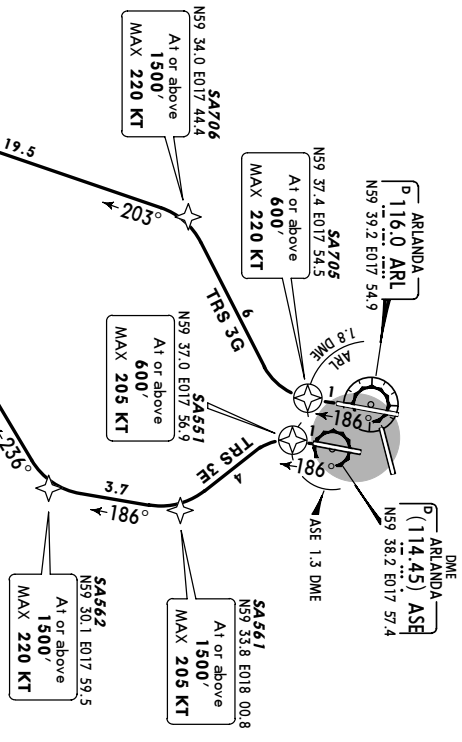 ARLANDA
D 116.0 ARL
N59 39.2 E017 54.9
DME
ARLANDA
D (114.45) ASE
N59 38.2 E017 57.4
SA705
N59 37.4 E017 54.5
At or above
600'
MAX 220 KT
ARL
1.8 DME
1
186°
1
186°
ASE 1.3 DME
SA551
N59 37.0 E017 56.9
At or above
600'
MAX 205 KT
SA706
N59 34.0 E017 44.4
At or above
1500'
MAX 220 KT
6
TRS 3G
203°
19.5
TRS 3E
4
SA561
N59 33.8 E018 00.8
At or above
1500'
MAX 205 KT
3.7
186°
SA562
N59 30.1 E017 59.5
At or above
1500'
MAX 220 KT
236°